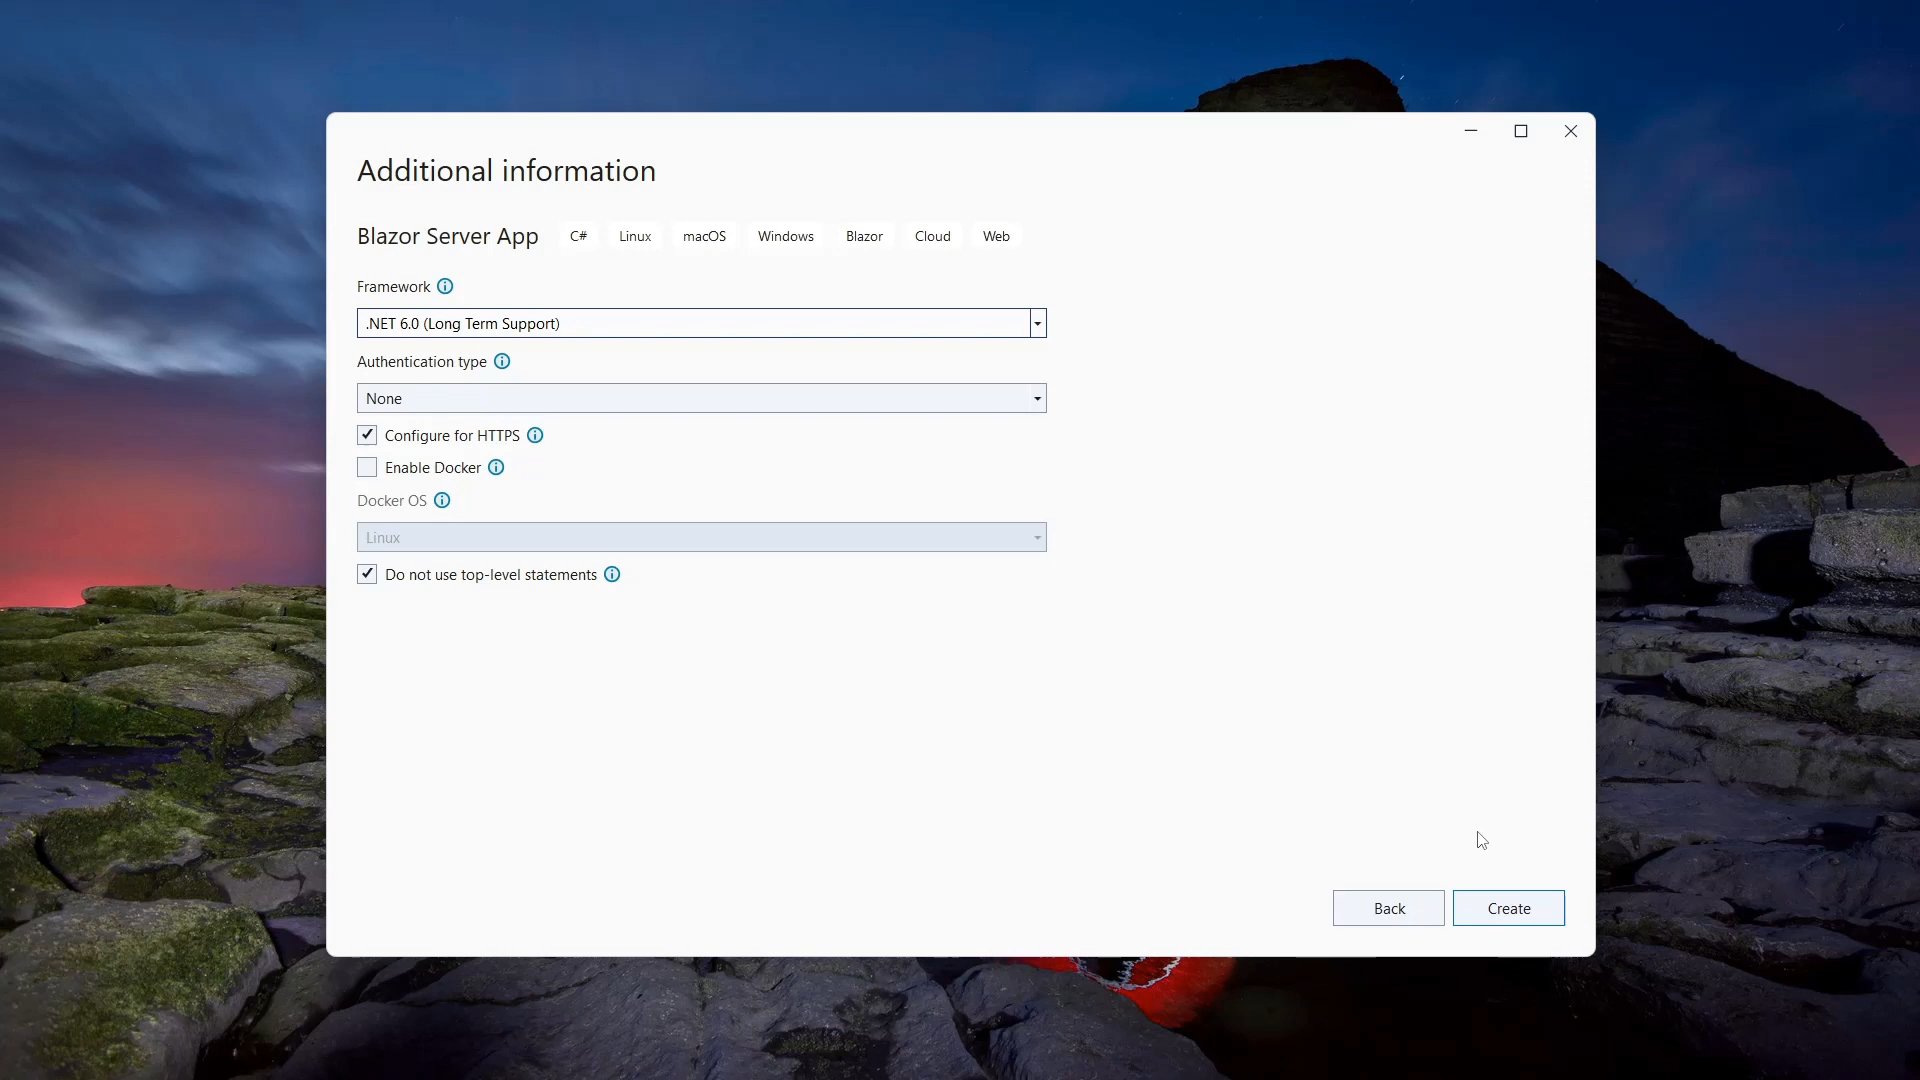 Additional information
Blazor Server App C# Linux macOS Windows Blazor Cloud Web
Framework
.NET 6.0 (Long Term Support)
Authentication type
None
Configure for HTTPS
Enable Docker
Docker OS
Linux
Do not use top-level statements
Back Create